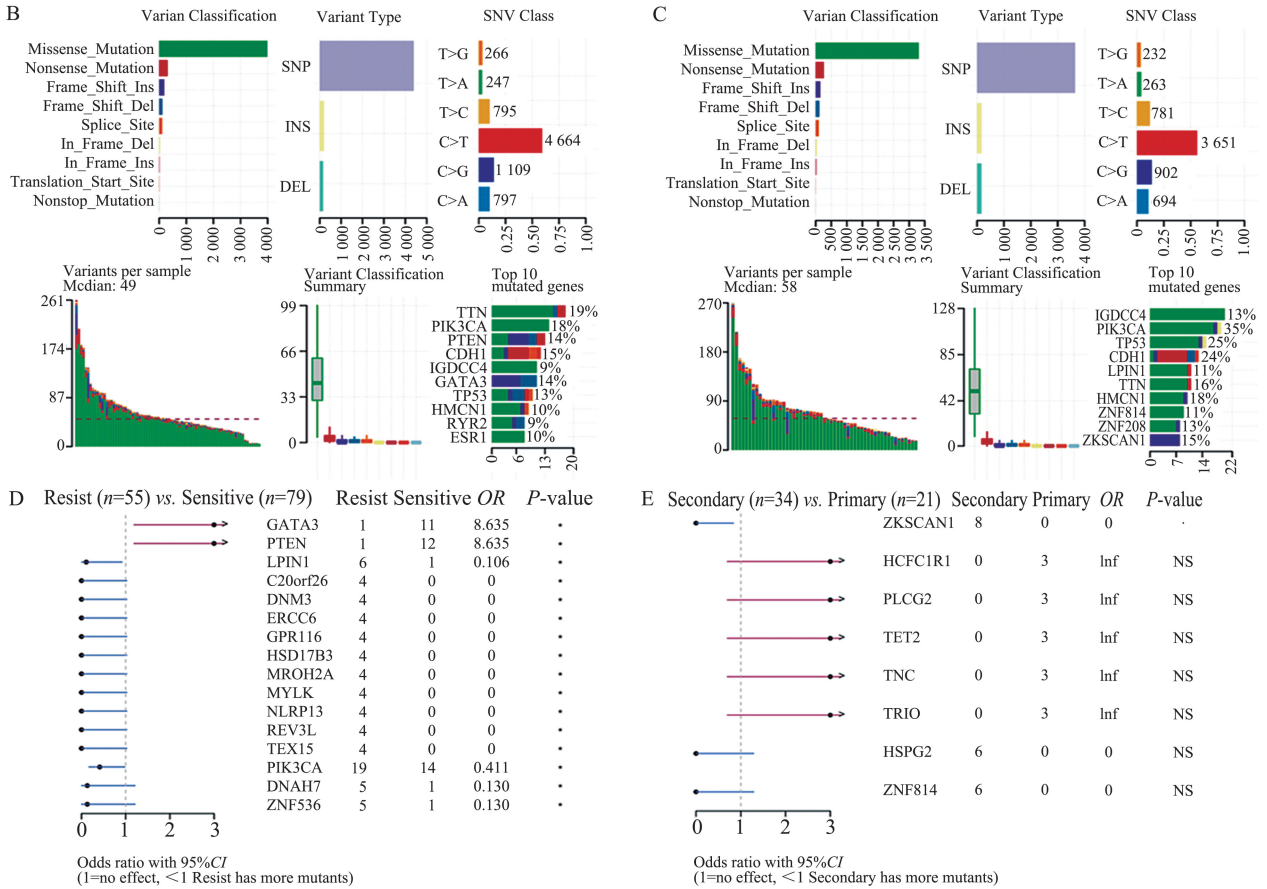 B
Varian Classification
Variant Type
SNV Class
Missense_Mutation
Nonsense_Mutation
Frame_Shift_Ins
Frame_Shift_Del
Splice_Site
In_Frame_Del
In_Frame_Ins
Translation_Start_Site
Nonstop_Mutation
0
1 000
2 000
3 000
4 000
SNP
INS
DEL
0
1 000
2 000
3 000
4 000
5 000
T>G 266
T>A 247
T>C 795
C>T 4 664
C>G 1 109
C>A 797
0
0.25
0.50
0.75
1.00
Variants per sample
Mcdian: 49
261
174
87
0
Variant Classification
Summary
99
66
33
0
Top 10
mutated genes
TTN 19%
PIK3CA 18%
PTEN 14%
CDH1 15%
IGDCC4 9%
GATA3 14%
TP53 13%
HMCN1 10%
RYR2 9%
ESR1 10%
0
6
13
20
C
Varian Classification
Variant Type
SNV Class
Missense_Mutation
Nonsense_Mutation
Frame_Shift_Ins
Frame_Shift_Del
Splice_Site
In_Frame_Del
In_Frame_Ins
Translation_Start_Site
Nonstop_Mutation
0
500
1 000
1 500
2 000
2 500
3 000
3 500
SNP
INS
DEL
0
1 000
2 000
3 000
4 000
T>G 232
T>A 263
T>C 781
C>T 3 651
C>G 902
C>A 694
0
0.25
0.50
0.75
1.00
Variants per sample
Mcdian: 58
270
180
90
0
Variant Classification
Summary
128
85
42
0
Top 10
mutated genes
IGDCC4 13%
PIK3CA 35%
TP53 25%
CDH1 24%
LPIN1 11%
TTN 16%
HMCN1 18%
ZNF814 11%
ZNF208 13%
ZKSCAN1 15%
0
7
14
22
D Resist (n=55) vs. Sensitive (n=79) Resist Sensitive OR P-value
GATA3 1 11 8.635 *
PTEN 1 12 8.635 *
LPIN1 6 1 0.106 *
C20orf26 4 0 0 *
DNM3 4 0 0 *
ERCC6 4 0 0 *
GPR116 4 0 0 *
HSD17B3 4 0 0 *
MROH2A 4 0 0 *
MYLK 4 0 0 *
NLRP13 4 0 0 *
REV3L 4 0 0 *
TEX15 4 0 0 *
PIK3CA 19 14 0.411 *
DNAH7 5 1 0.130 *
ZNF536 5 1 0.130 *
0 1 2 3
Odds ratio with 95%CI
(1=no effect, <1 Resist has more mutants)
E Secondary (n=34) vs. Primary (n=21) Secondary Primary OR P-value
ZKSCAN1 8 0 0 ·
HCFC1R1 0 3 lnf NS
PLCG2 0 3 lnf NS
TET2 0 3 lnf NS
TNC 0 3 lnf NS
TRIO 0 3 lnf NS
HSPG2 6 0 0 NS
ZNF814 6 0 0 NS
0 1 2 3
Odds ratio with 95%CI
(1=no effect, <1 Secondary has more mutants)